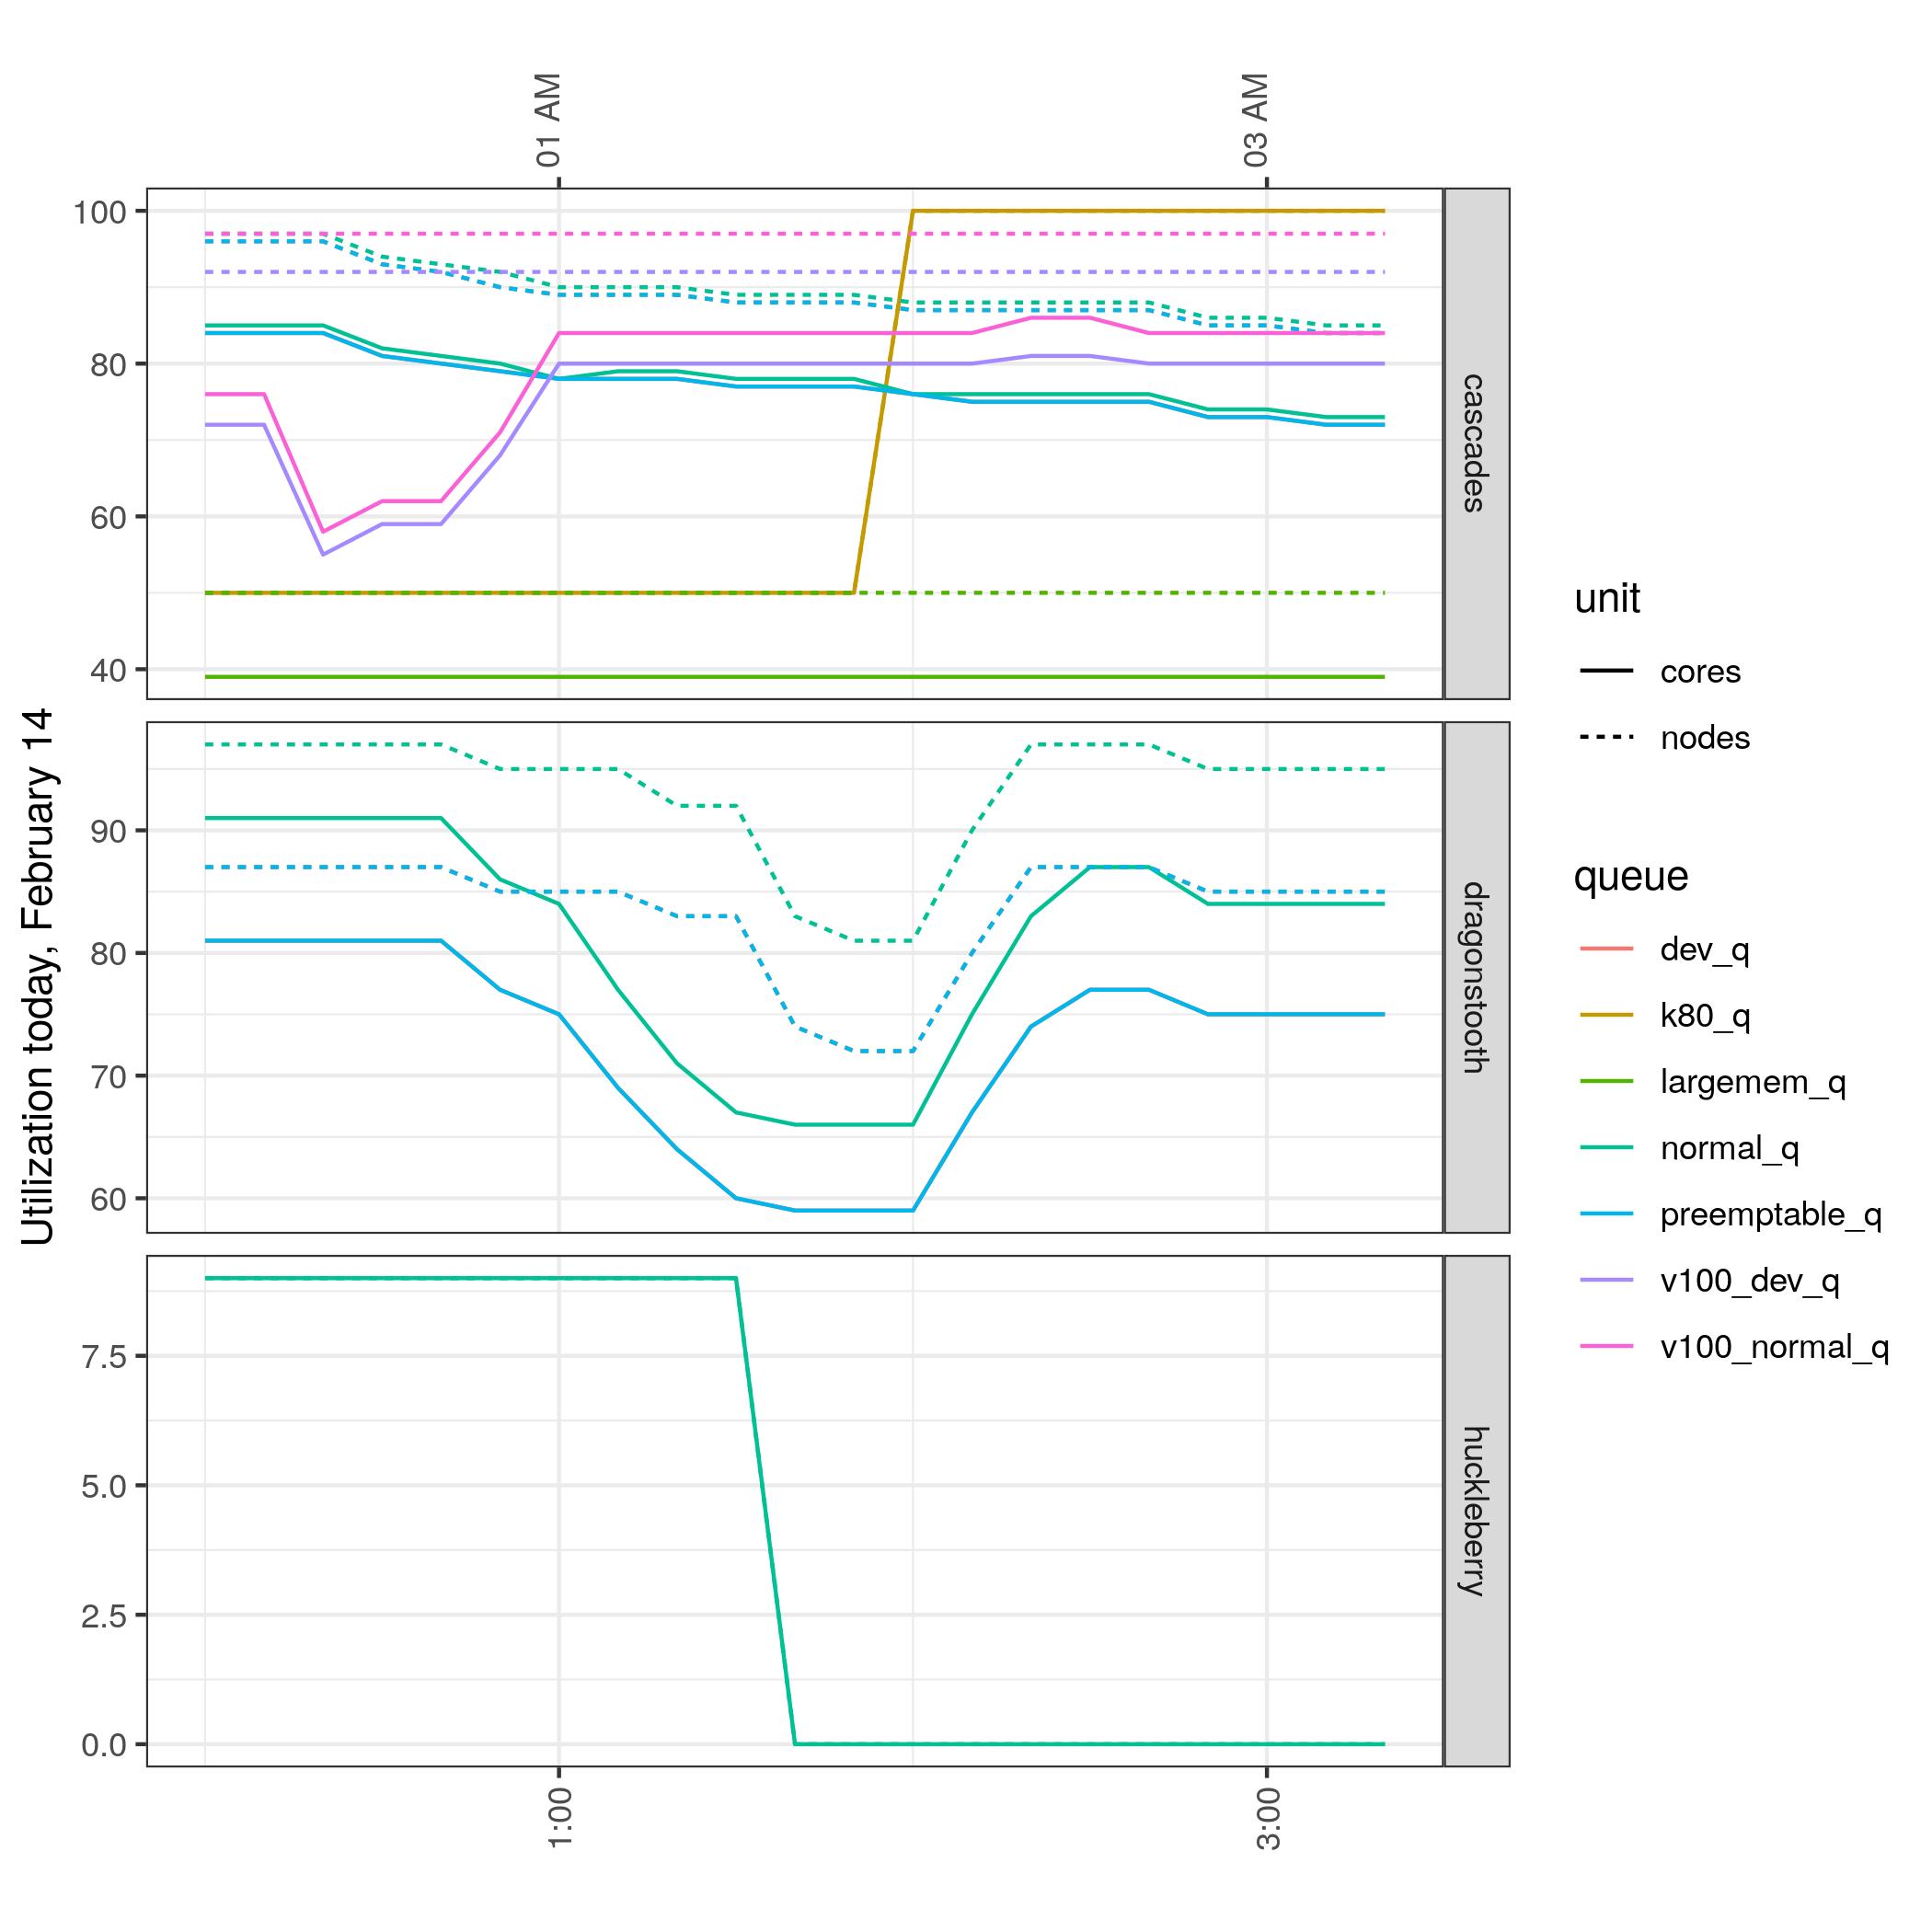 01 AM
03 AM
100
80
60
40
cascades
90
80
70
60
dragonstooth
7.5
5.0
2.5
0.0
huckleberry
1:00
3:00
Utilization today, February 14
unit
cores
nodes
queue
dev_q
k80_q
largemem_q
normal_q
preemptable_q
v100_dev_q
v100_normal_q